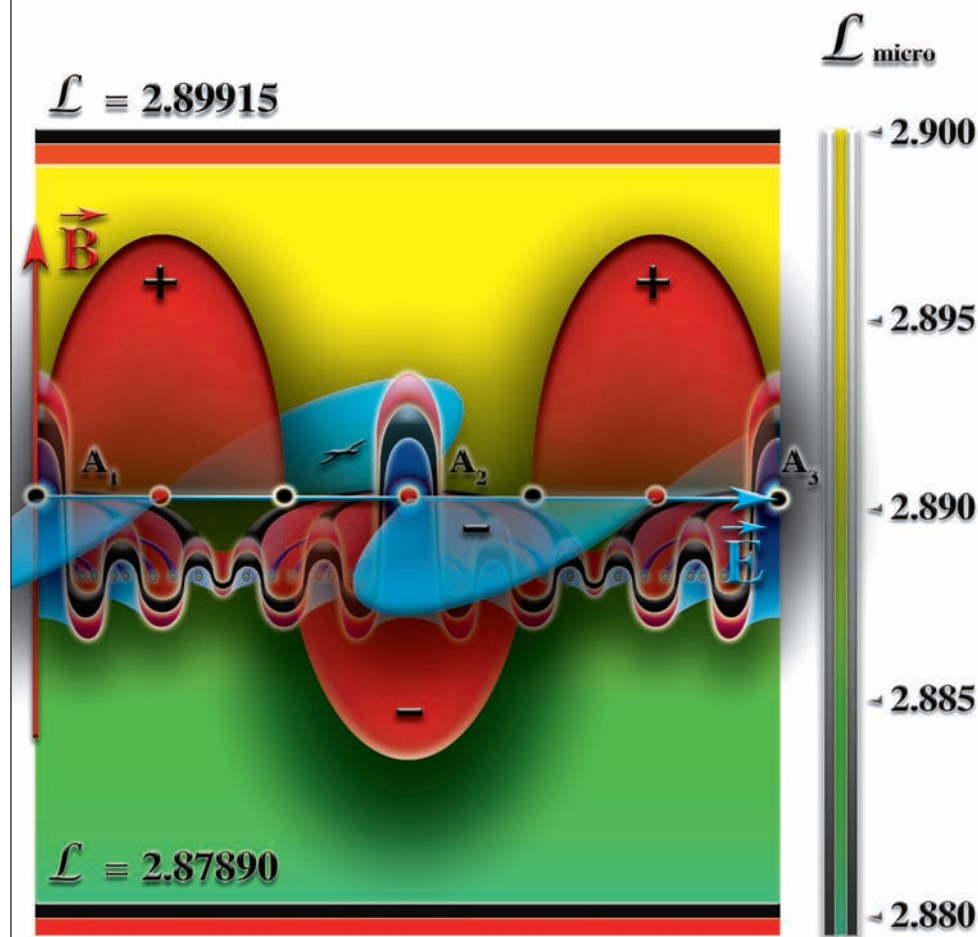 ℒ micro
ℒ = 2.89915
2.900
B
+ +
2.895
A1 A2 A3
2.890
-
E
2.885
-
ℒ = 2.87890
2.880